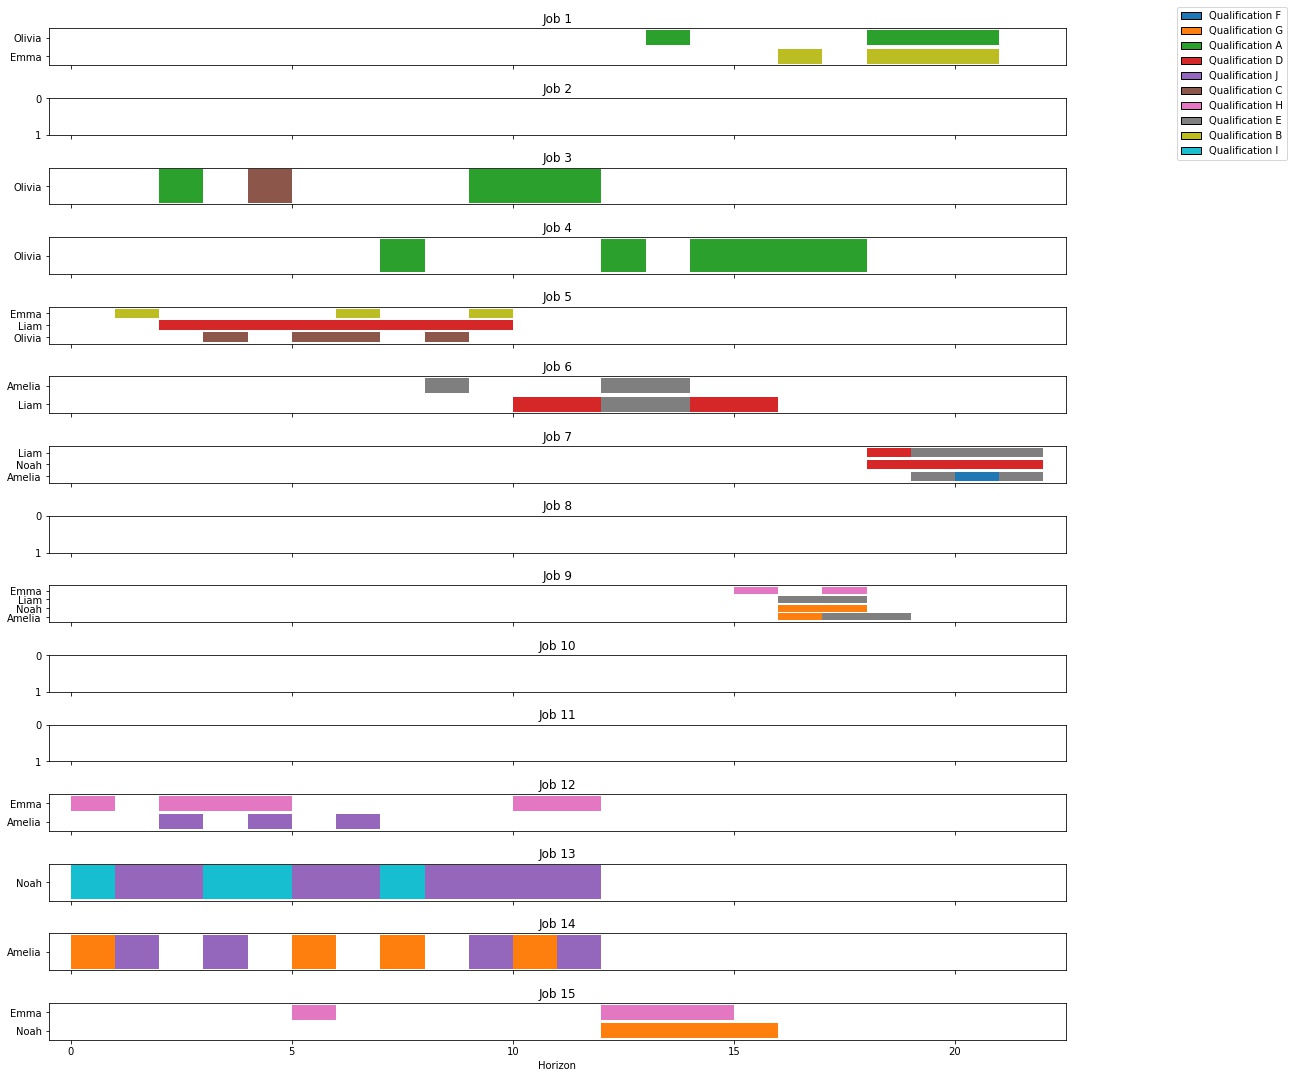 Job 1
Olivia
Emma
Job 2
0
1
Job 3
Olivia
Job 4
Olivia
Job 5
Emma
Liam
Olivia
Job 6
Amelia
Liam
Job 7
Liam
Noah
Amelia
Job 8
0
1
Job 9
Emma
Liam
Noah
Amelia
Job 10
0
1
Job 11
0
1
Job 12
Emma
Amelia
Job 13
Noah
Job 14
Amelia
Job 15
Emma
Noah
0 5 10 15 20
Horizon
Qualification F
Qualification G
Qualification A
Qualification D
Qualification J
Qualification C
Qualification H
Qualification E
Qualification B
Qualification I